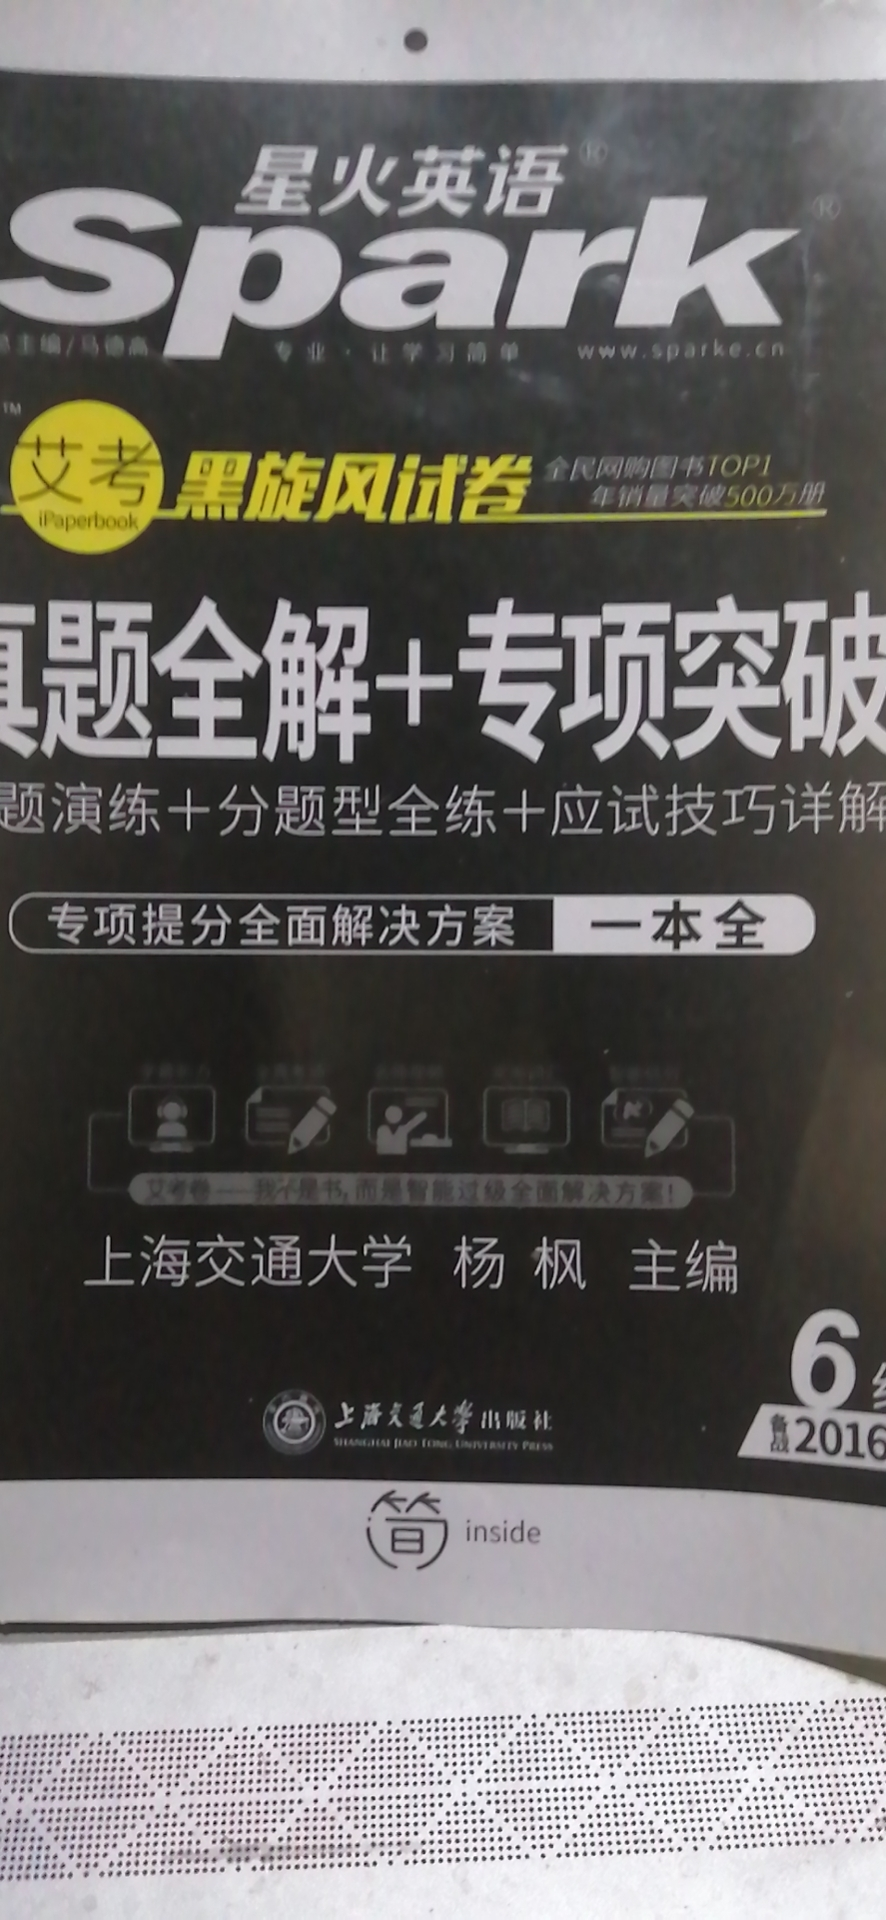 星火英语®
Spark®
总主编/马德高 专业·让学习简单 www.sparke.cn
TM
艾考
iPaperbook
黑旋风试卷
全民网购图书TOP1
年销量突破500万册
真题全解+专项突破
题演练+分题型全练+应试技巧详解
专项提分全面解决方案 一本全
艾考卷——我不是书,而是智能过级全面解决方案!
上海交通大学 杨枫 主编
6级
备战2016
上海交通大学出版社
SHANGHAI JIAO TONG UNIVERSITY PRESS
简 inside